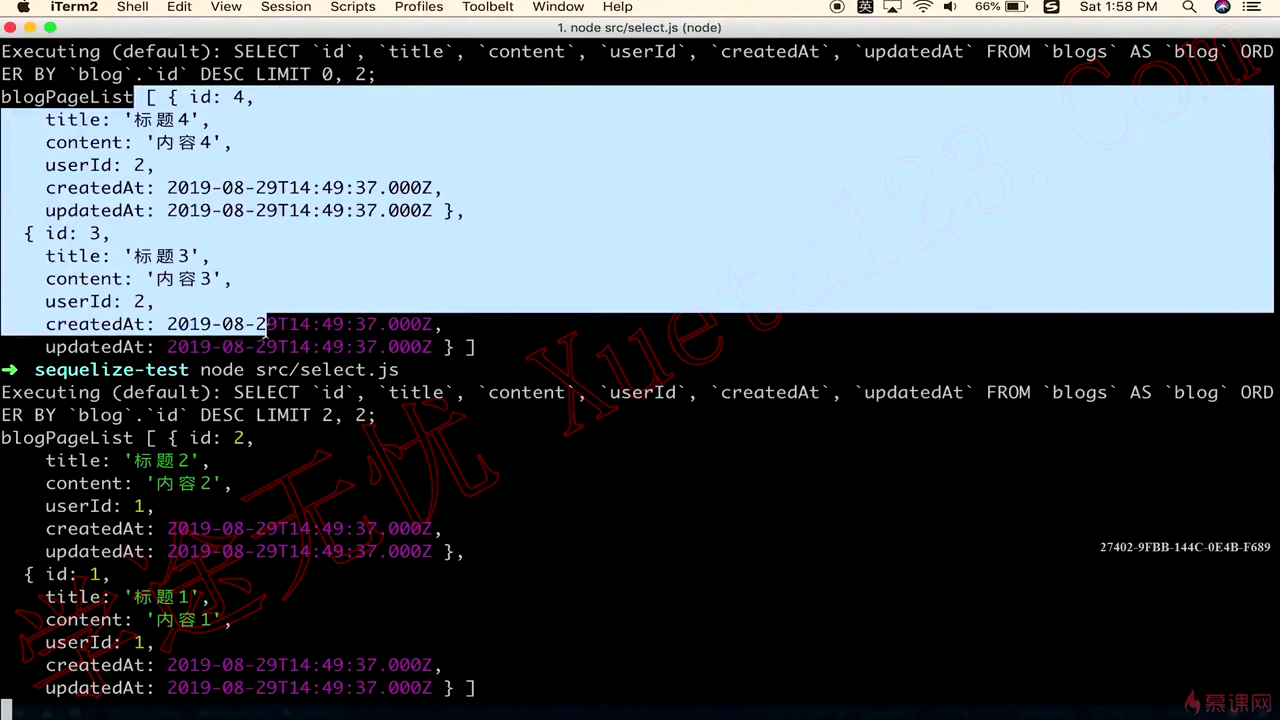 iTerm2 Shell Edit View Session Scripts Profiles Toolbelt Window Help 英 66% S Sat 1:58 PM
1. node src/select.js (node)
Executing (default): SELECT `id`, `title`, `content`, `userId`, `createdAt`, `updatedAt` FROM `blogs` AS `blog` ORD
ER BY `blog`.`id` DESC LIMIT 0, 2;
blogPageList [ { id: 4,
title: '标题4',
content: '内容4',
userId: 2,
createdAt: 2019-08-29T14:49:37.000Z,
updatedAt: 2019-08-29T14:49:37.000Z },
{ id: 3,
title: '标题3',
content: '内容3',
userId: 2,
createdAt: 2019-08-29T14:49:37.000Z,
updatedAt: 2019-08-29T14:49:37.000Z } ]
➜ sequelize-test node src/select.js
Executing (default): SELECT `id`, `title`, `content`, `userId`, `createdAt`, `updatedAt` FROM `blogs` AS `blog` ORD
ER BY `blog`.`id` DESC LIMIT 2, 2;
blogPageList [ { id: 2,
title: '标题2',
content: '内容2',
userId: 1,
createdAt: 2019-08-29T14:49:37.000Z,
updatedAt: 2019-08-29T14:49:37.000Z },
{ id: 1,
title: '标题1',
content: '内容1',
userId: 1,
createdAt: 2019-08-29T14:49:37.000Z,
updatedAt: 2019-08-29T14:49:37.000Z } ]
学途无忧 Xuetu123.Com
27402-9FBB-144C-0E4B-F689
慕课网